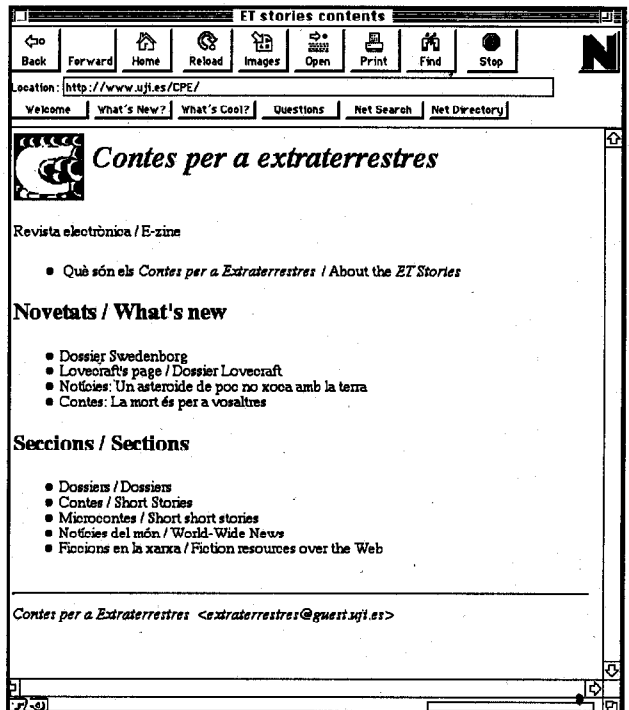 ET stories contents
Back Forward Home Reload Images Open Print Find Stop
N
Location: http://www.uji.es/CPE/
Welcome What's New? What's Cool? Questions Net Search Net Directory
Contes per a extraterrestres
Revista electrònica / E-zine
Què són els Contes per a Extraterrestres / About the ET Stories
Novetats / What's new
Dossier Swedenborg
Lovecraft's page / Dossier Lovecraft
Notícies: Un asteroide de poc no xoca amb la terra
Contes: La mort és per a vosaltres
Seccions / Sections
Dossiers / Dossiers
Contes / Short Stories
Microcontes / Short short stories
Notícies del món / World-Wide News
Ficcions en la xarxa / Fiction resources over the Web
Contes per a Extraterrestres <extraterrestres@guest.uji.es>